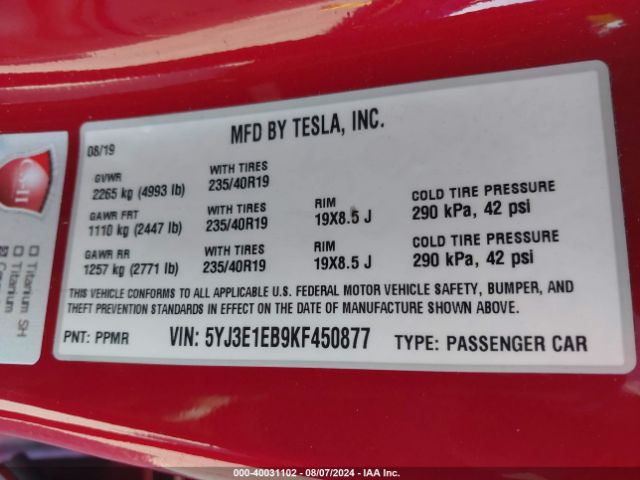 MFD BY TESLA, INC.
08/19
GVWR
2265 kg (4993 lb)
WITH TIRES
235/40R19
GAWR FRT
1110 kg (2447 lb)
WITH TIRES
235/40R19
RIM
19X8.5 J
COLD TIRE PRESSURE
290 kPa, 42 psi
GAWR RR
1257 kg (2771 lb)
WITH TIRES
235/40R19
RIM
19X8.5 J
COLD TIRE PRESSURE
290 kPa, 42 psi
THIS VEHICLE CONFORMS TO ALL APPLICABLE U.S. FEDERAL MOTOR VEHICLE SAFETY, BUMPER, AND
THEFT PREVENTION STANDARDS IN EFFECT ON THE DATE OF MANUFACTURE SHOWN ABOVE.
PNT: PPMR
VIN: 5YJ3E1EB9KF450877
TYPE: PASSENGER CAR
Titanium SH
Titanium
000-40031102 - 08/07/2024 - IAA Inc.